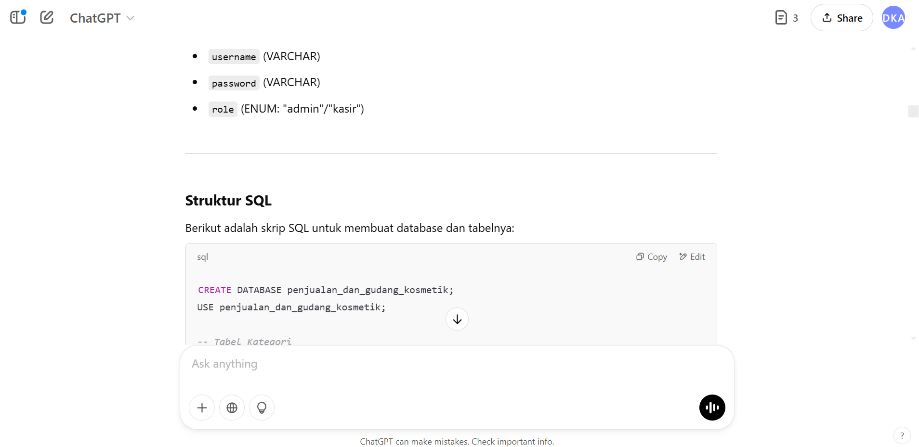 ChatGPT
3
Share
DKA
username (VARCHAR)
password (VARCHAR)
role (ENUM: "admin"/"kasir")
Struktur SQL
Berikut adalah skrip SQL untuk membuat database dan tabelnya:
sql
Copy
Edit
CREATE DATABASE penjualan_dan_gudang_kosmetik;
USE penjualan_dan_gudang_kosmetik;
-- Tabel Kategori
Ask anything
ChatGPT can make mistakes. Check important info.
?